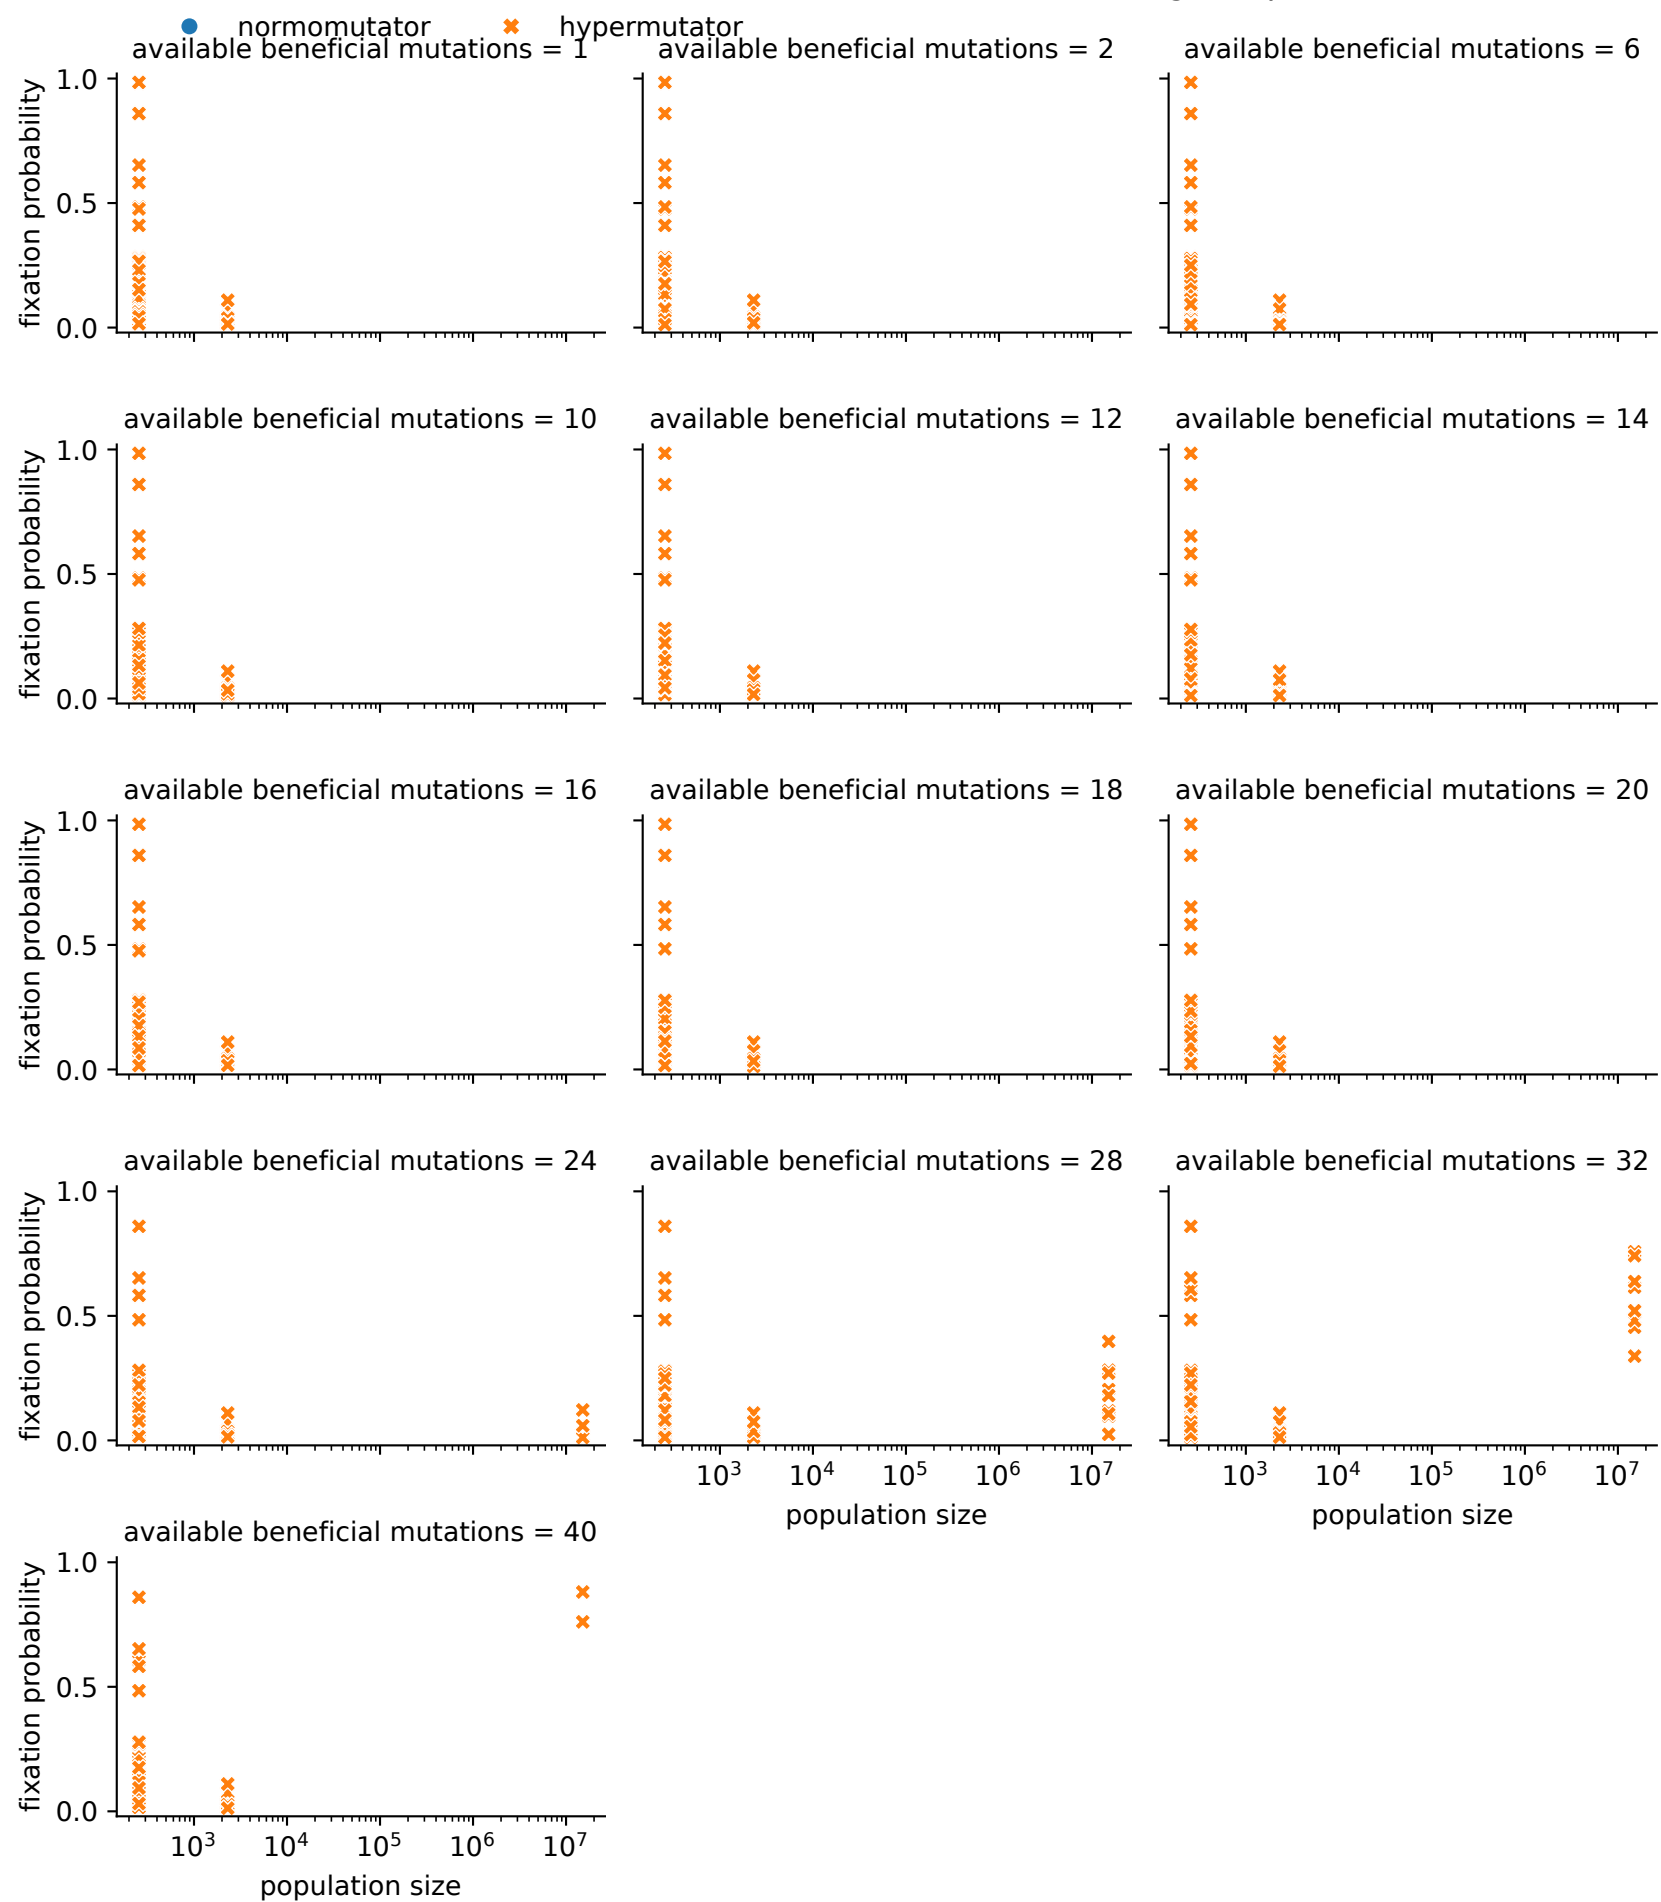 normomutator hypermutator
available beneficial mutations = 1 available beneficial mutations = 2 available beneficial mutations = 6
fixation probability
1.0
0.5
0.0
available beneficial mutations = 10 available beneficial mutations = 12 available beneficial mutations = 14
fixation probability
1.0
0.5
0.0
available beneficial mutations = 16 available beneficial mutations = 18 available beneficial mutations = 20
fixation probability
1.0
0.5
0.0
available beneficial mutations = 24 available beneficial mutations = 28 available beneficial mutations = 32
fixation probability
1.0
0.5
0.0
10³ 10⁴ 10⁵ 10⁶ 10⁷ 10³ 10⁴ 10⁵ 10⁶ 10⁷
population size population size
available beneficial mutations = 40
fixation probability
1.0
0.5
0.0
10³ 10⁴ 10⁵ 10⁶ 10⁷
population size